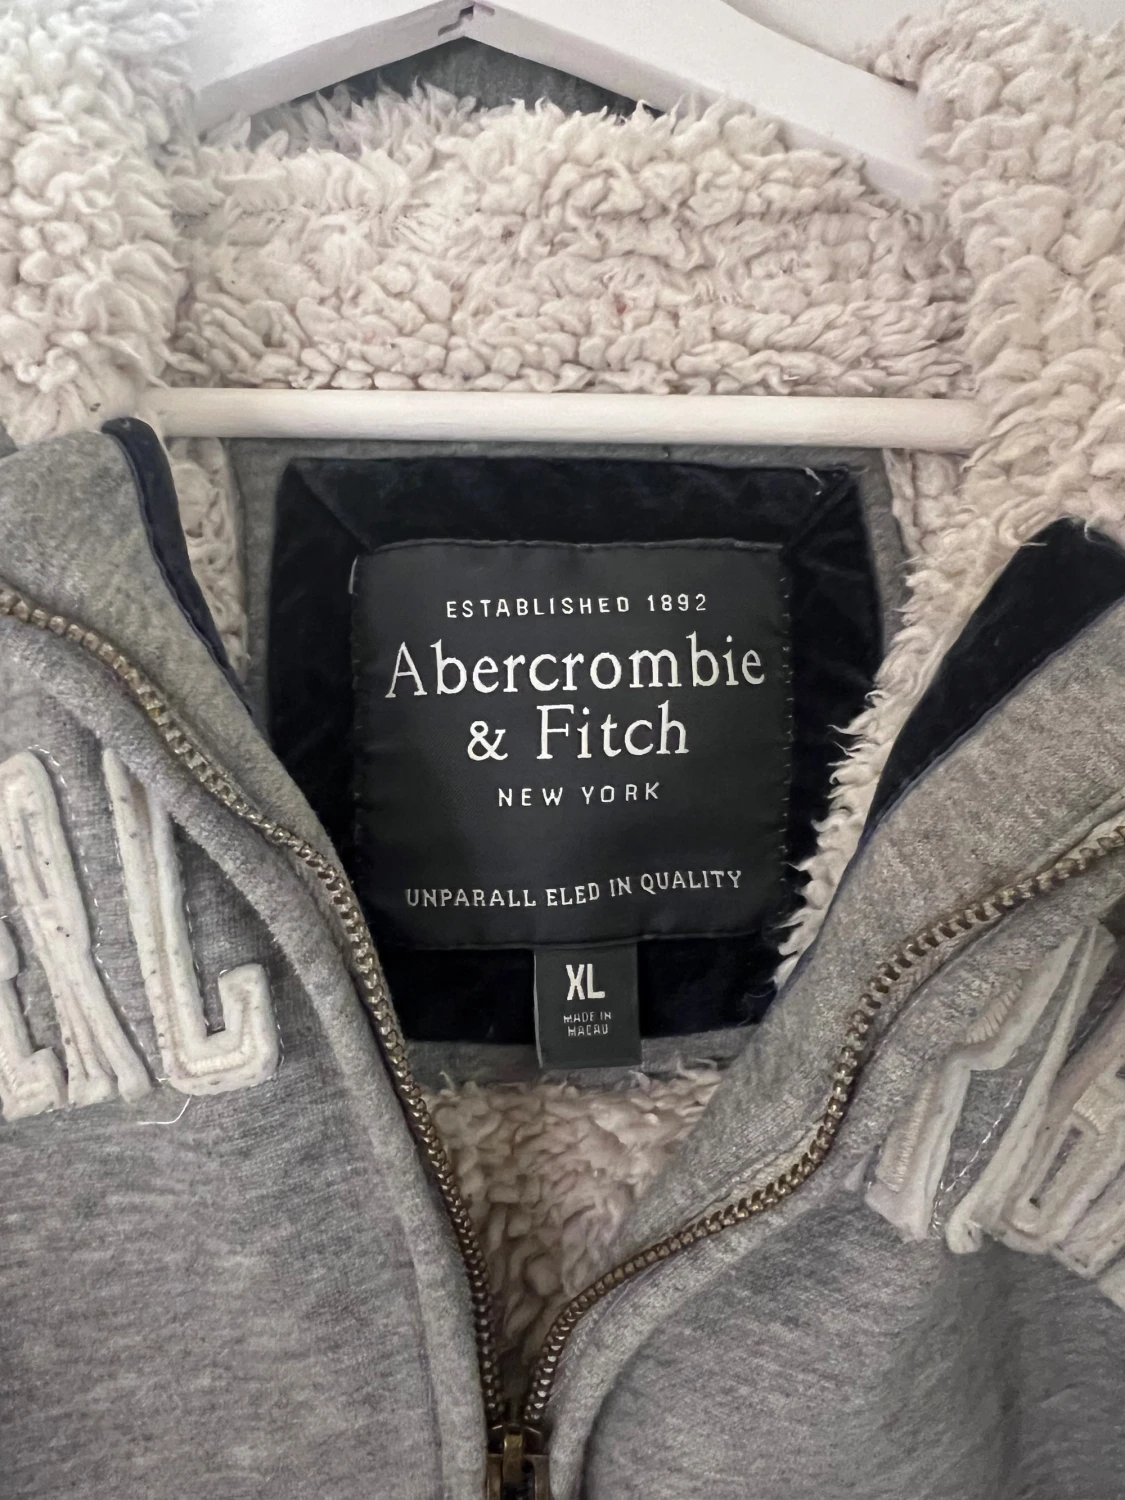 ESTABLISHED 1892
Abercrombie
& Fitch
NEW YORK
UNPARALL ELED IN QUALITY
XL
MADE IN
MACAU